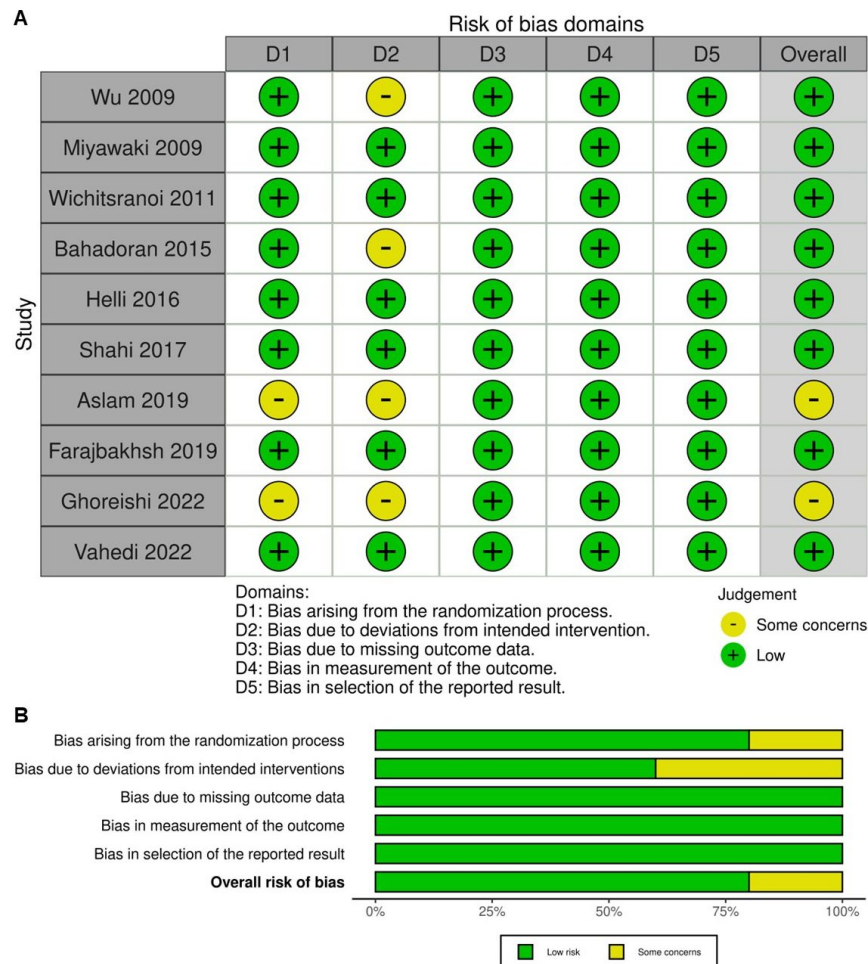 A
Risk of bias domains
D1 D2 D3 D4 D5 Overall
Study
Wu 2009 + - + + + +
Miyawaki 2009 + + + + + +
Wichitsranoi 2011 + + + + + +
Bahadoran 2015 + - + + + +
Helli 2016 + + + + + +
Shahi 2017 + + + + + +
Aslam 2019 - - + + + -
Farajbakhsh 2019 + + + + + +
Ghoreishi 2022 - - + + + -
Vahedi 2022 + + + + + +
Domains:
D1: Bias arising from the randomization process.
D2: Bias due to deviations from intended intervention.
D3: Bias due to missing outcome data.
D4: Bias in measurement of the outcome.
D5: Bias in selection of the reported result.
Judgement
- Some concerns
+ Low
B
Bias arising from the randomization process
Bias due to deviations from intended interventions
Bias due to missing outcome data
Bias in measurement of the outcome
Bias in selection of the reported result
Overall risk of bias
0% 25% 50% 75% 100%
Low risk Some concerns